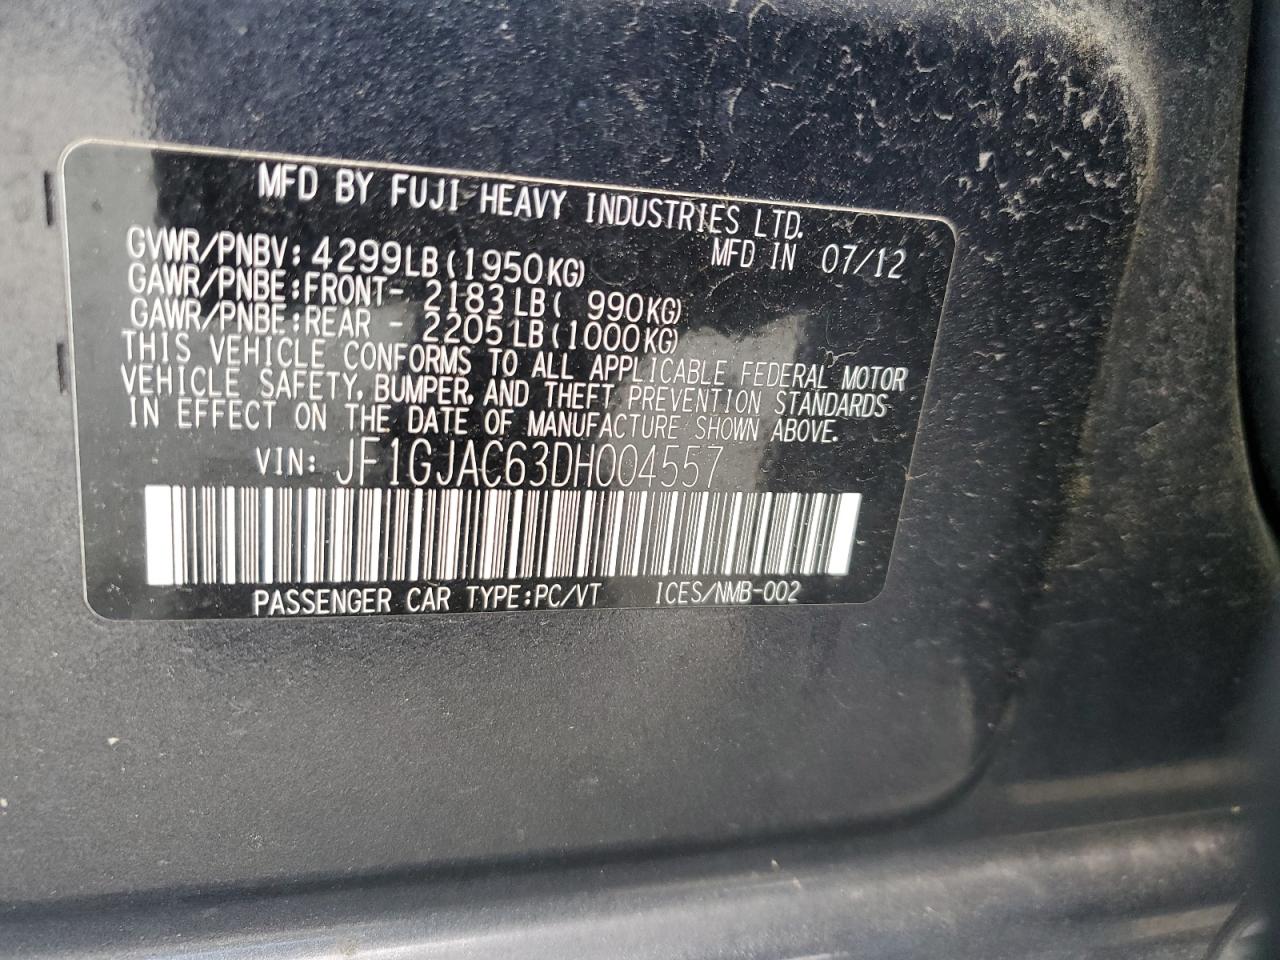 MFD BY FUJI HEAVY INDUSTRIES LTD.
MFD IN 07/12
GVWR/PNBV: 4299LB (1950KG)
GAWR/PNBE:FRONT- 2183LB ( 990KG)
GAWR/PNBE:REAR - 2205LB (1000KG)
THIS VEHICLE CONFORMS TO ALL APPLICABLE FEDERAL MOTOR
VEHICLE SAFETY, BUMPER, AND THEFT PREVENTION STANDARDS
IN EFFECT ON THE DATE OF MANUFACTURE SHOWN ABOVE.
VIN: JF1GJAC63DH004557
PASSENGER CAR TYPE:PC/VT ICES/NMB-002